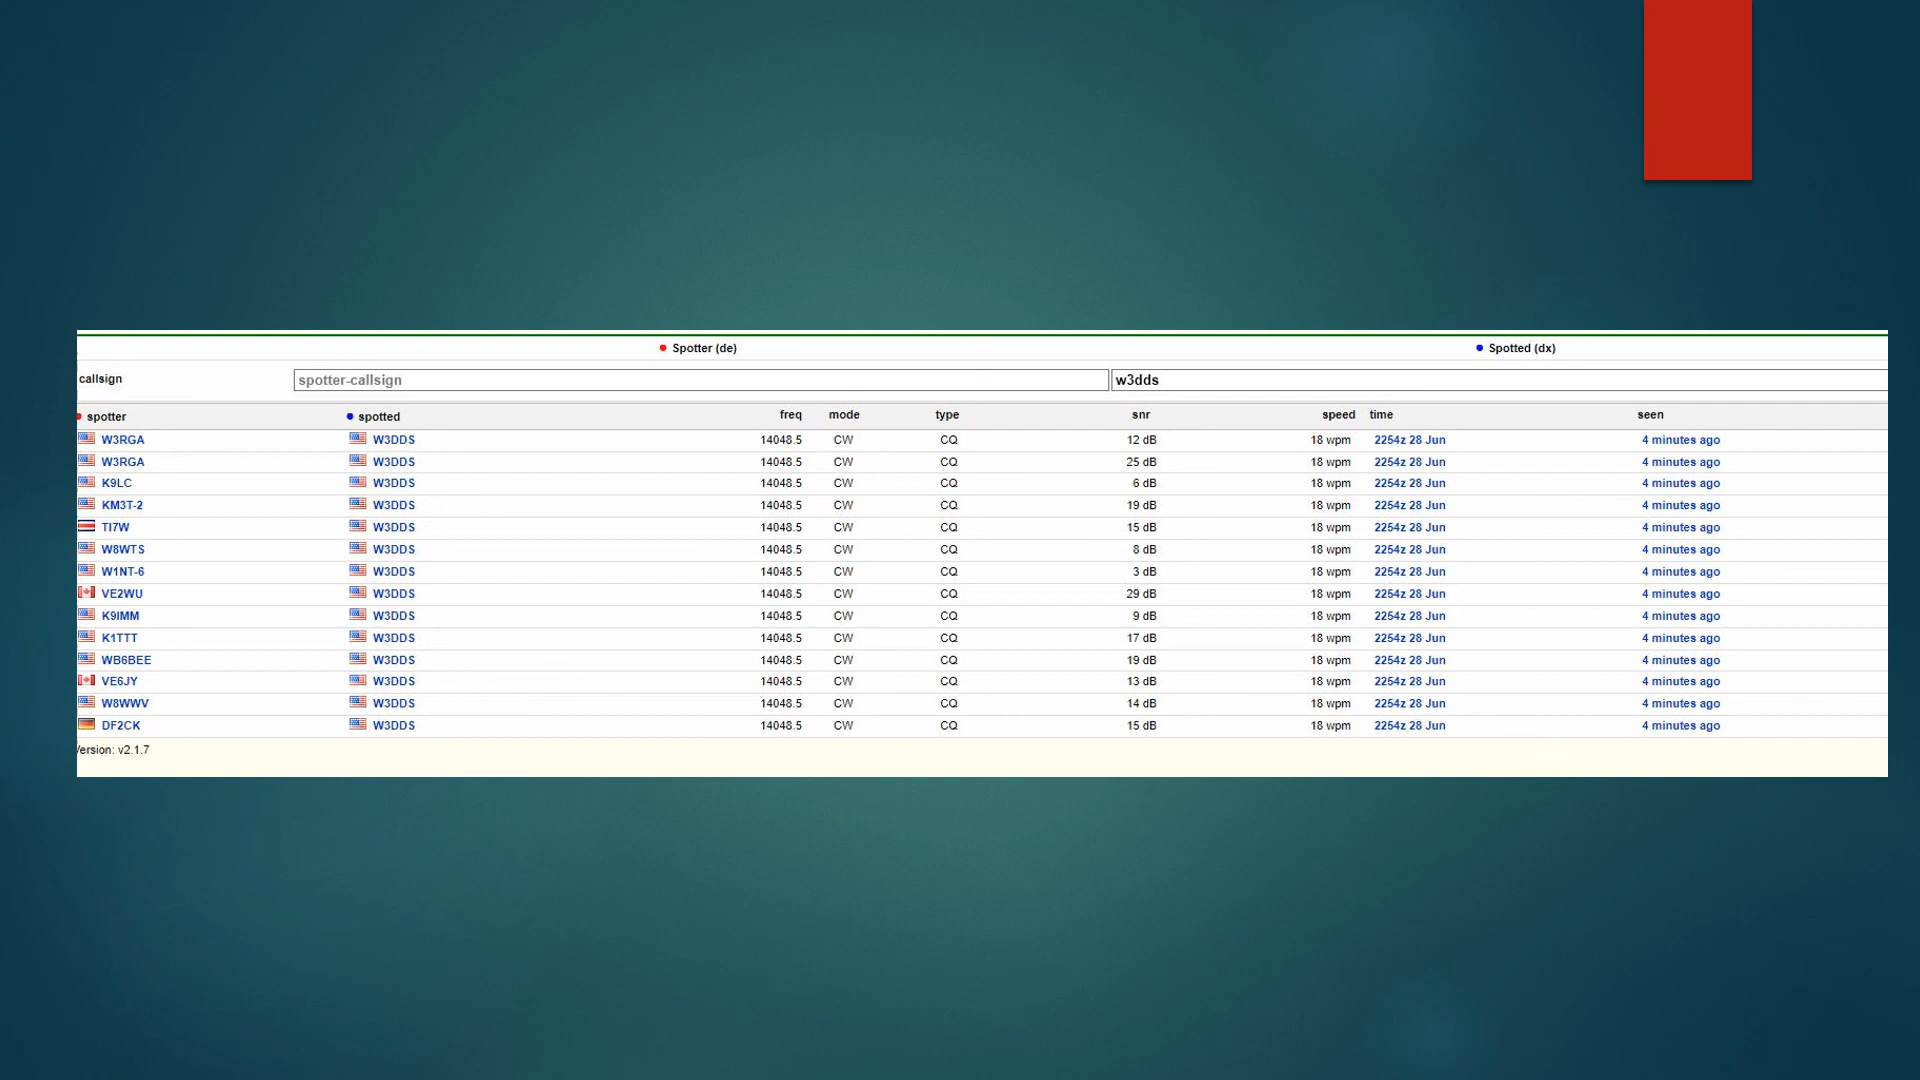 Spotter (de) Spotted (dx)
callsign spotter-callsign w3dds
spotter spotted freq mode type snr speed time seen
W3RGA W3DDS 14048.5 CW CQ 12 dB 18 wpm 2254z 28 Jun 4 minutes ago
W3RGA W3DDS 14048.5 CW CQ 25 dB 18 wpm 2254z 28 Jun 4 minutes ago
K9LC W3DDS 14048.5 CW CQ 6 dB 18 wpm 2254z 28 Jun 4 minutes ago
KM3T-2 W3DDS 14048.5 CW CQ 19 dB 18 wpm 2254z 28 Jun 4 minutes ago
TI7W W3DDS 14048.5 CW CQ 15 dB 18 wpm 2254z 28 Jun 4 minutes ago
W8WTS W3DDS 14048.5 CW CQ 8 dB 18 wpm 2254z 28 Jun 4 minutes ago
W1NT-6 W3DDS 14048.5 CW CQ 3 dB 18 wpm 2254z 28 Jun 4 minutes ago
VE2WU W3DDS 14048.5 CW CQ 29 dB 18 wpm 2254z 28 Jun 4 minutes ago
K9IMM W3DDS 14048.5 CW CQ 9 dB 18 wpm 2254z 28 Jun 4 minutes ago
K1TTT W3DDS 14048.5 CW CQ 17 dB 18 wpm 2254z 28 Jun 4 minutes ago
WB6BEE W3DDS 14048.5 CW CQ 19 dB 18 wpm 2254z 28 Jun 4 minutes ago
VE6JY W3DDS 14048.5 CW CQ 13 dB 18 wpm 2254z 28 Jun 4 minutes ago
W8WWV W3DDS 14048.5 CW CQ 14 dB 18 wpm 2254z 28 Jun 4 minutes ago
DF2CK W3DDS 14048.5 CW CQ 15 dB 18 wpm 2254z 28 Jun 4 minutes ago
Version: v2.1.7